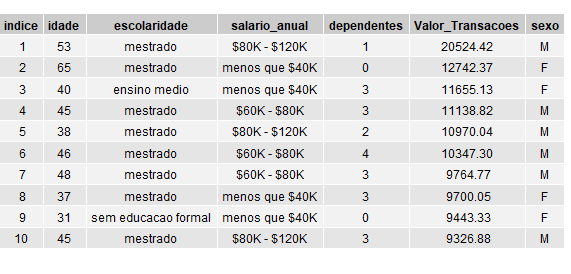 indice idade escolaridade salario_anual dependentes Valor_Transacoes sexo
1 53 mestrado $80K - $120K 1 20524.42 M
2 65 mestrado menos que $40K 0 12742.37 F
3 40 ensino medio menos que $40K 3 11655.13 F
4 45 mestrado $60K - $80K 3 11138.82 M
5 38 mestrado $80K - $120K 2 10970.04 M
6 46 mestrado $60K - $80K 4 10347.30 M
7 48 mestrado $60K - $80K 3 9764.77 M
8 37 mestrado menos que $40K 3 9700.05 F
9 31 sem educacao formal menos que $40K 0 9443.33 F
10 45 mestrado $80K - $120K 3 9326.88 M